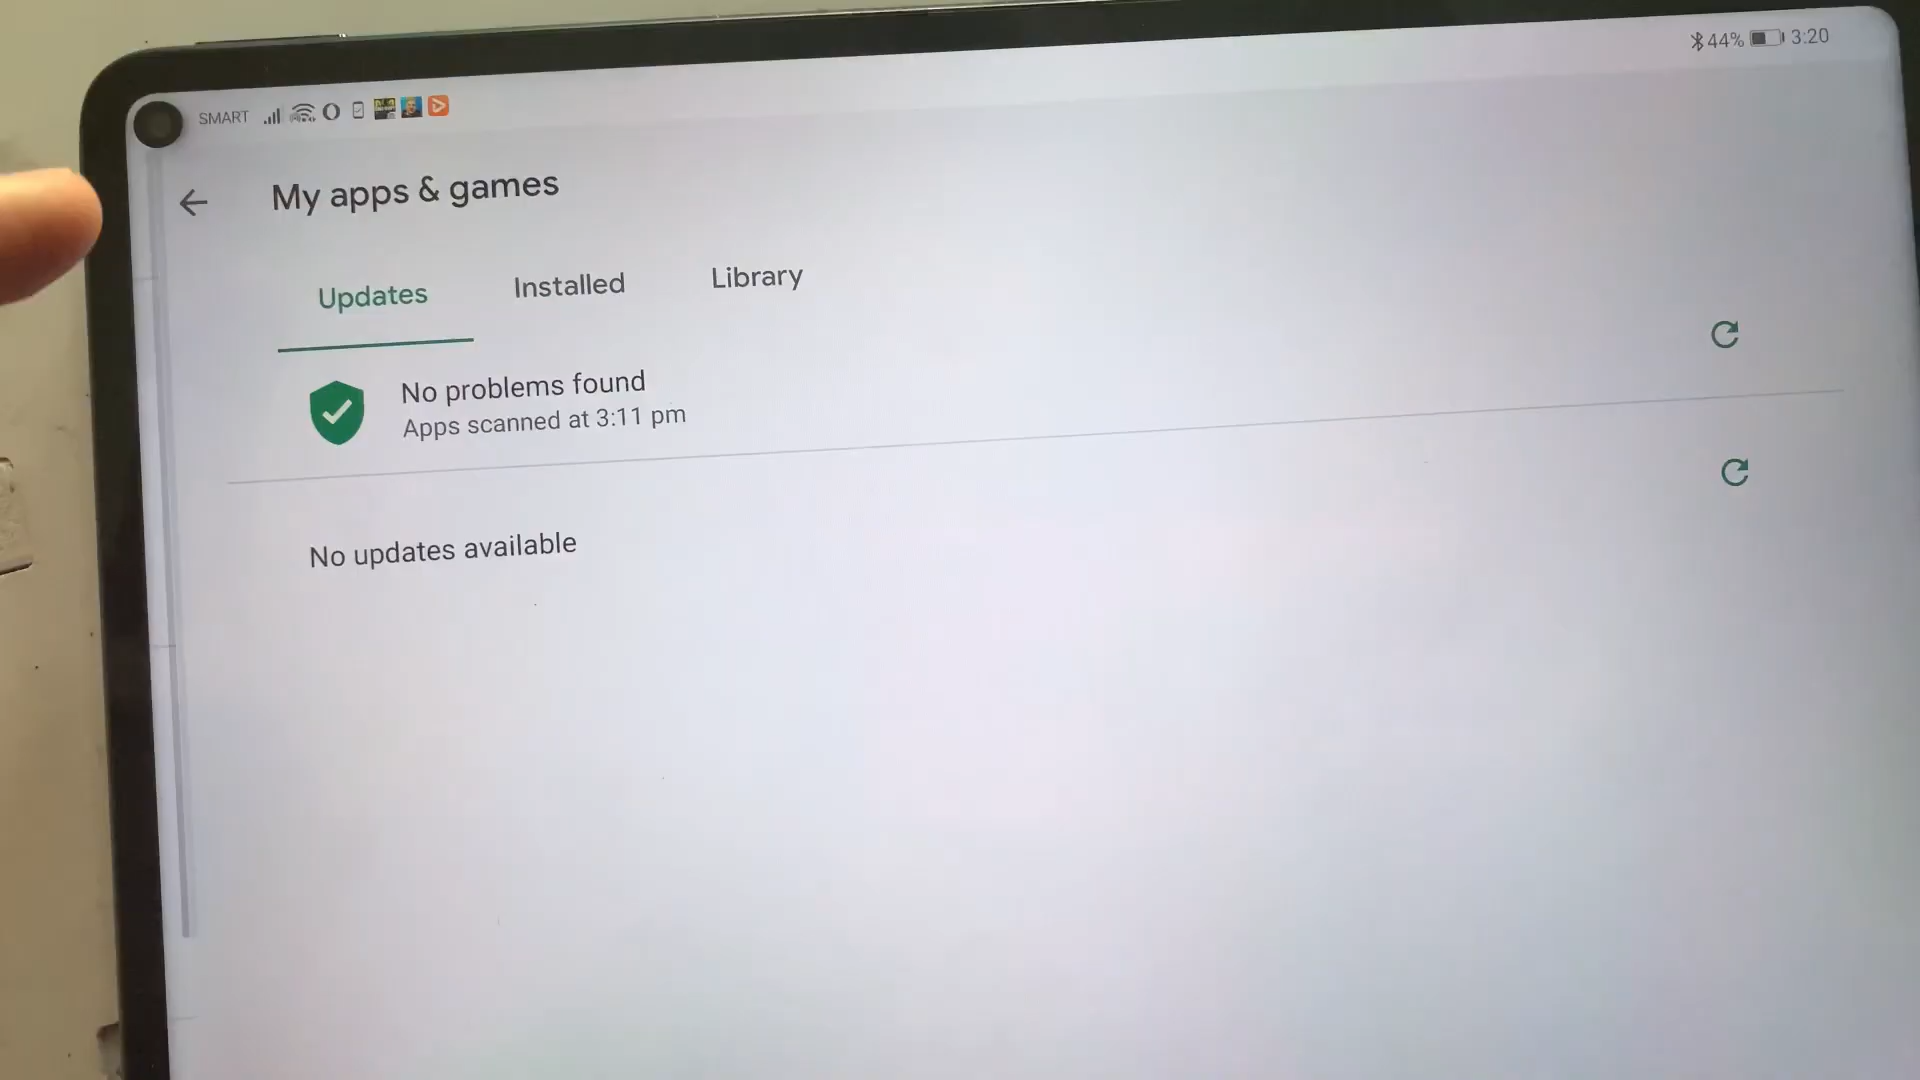 SMART
44% 3:20
My apps & games
Updates Installed Library
No problems found
Apps scanned at 3:11 pm
No updates available